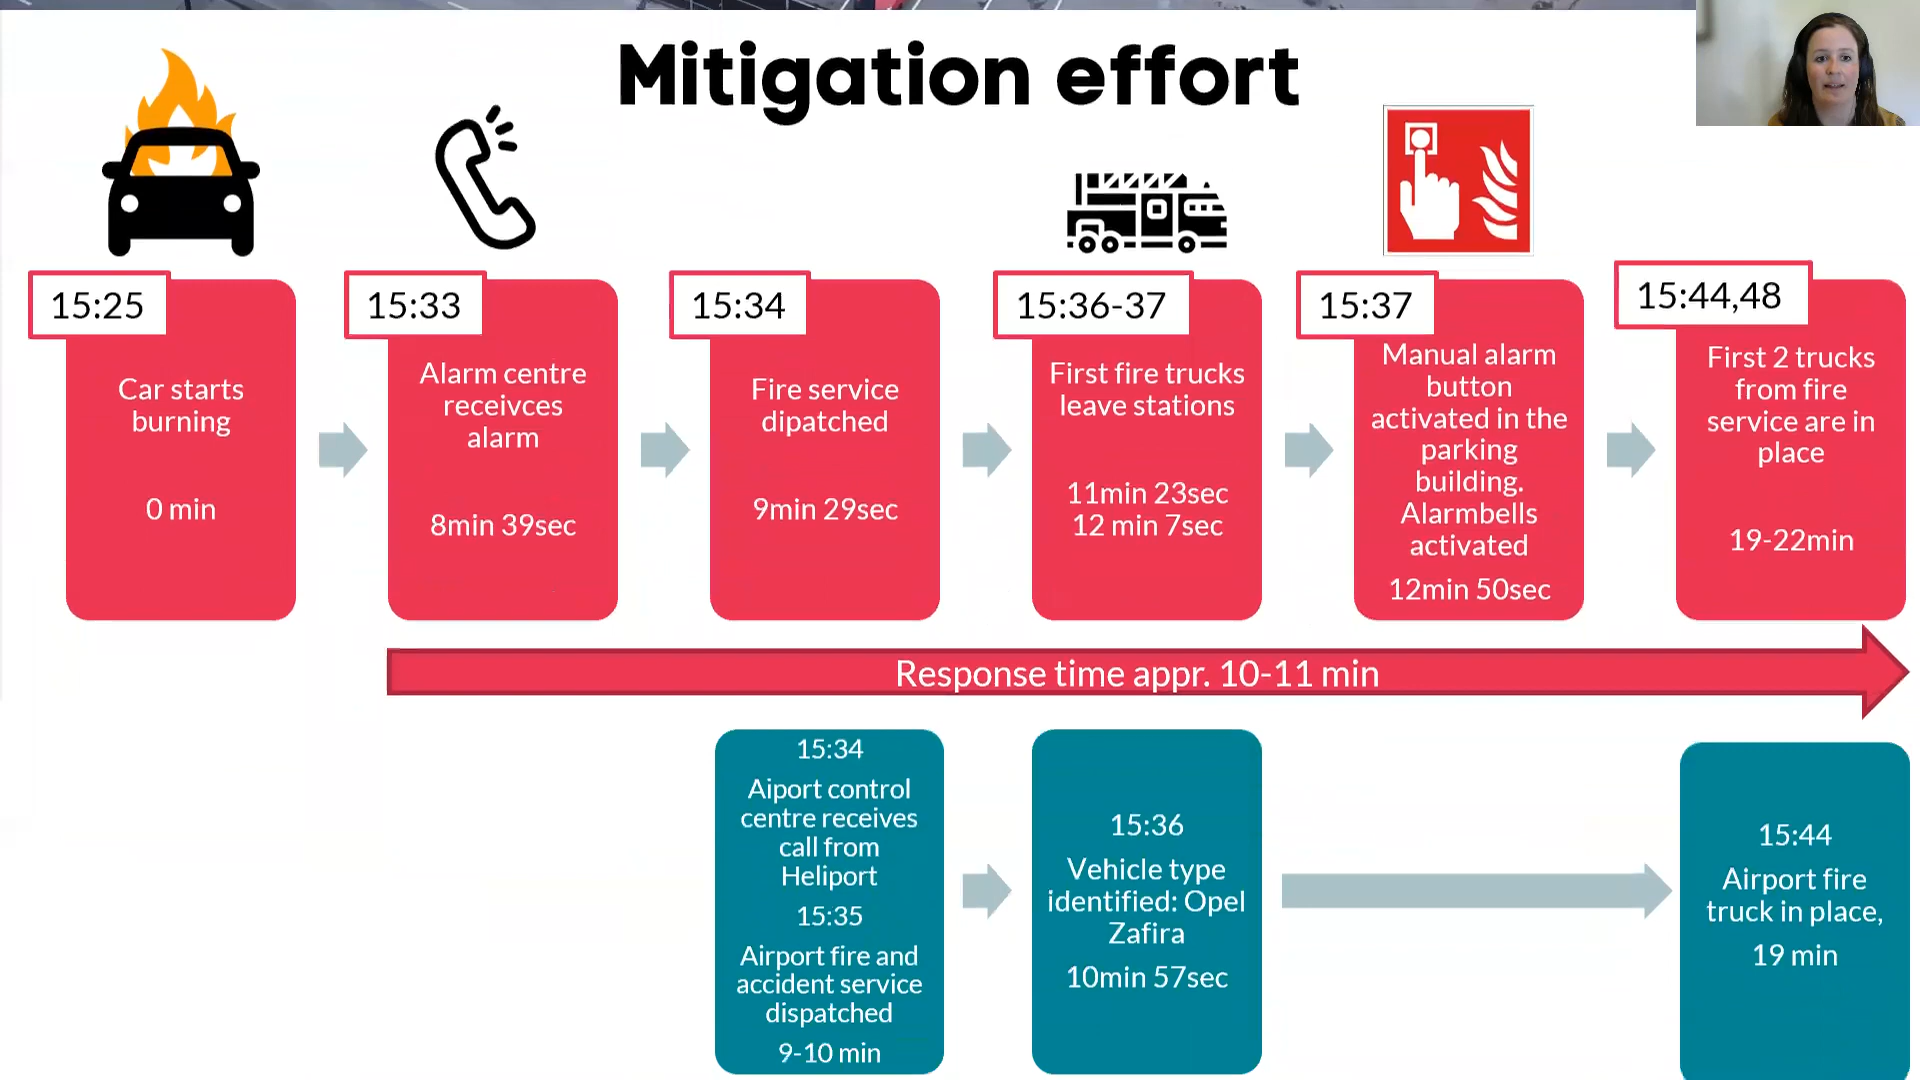 Mitigation effort
15:25
Car starts
burning
0 min
15:33
Alarm centre
receivces
alarm
8min 39sec
15:34
Fire service
dipatched
9min 29sec
15:36-37
First fire trucks
leave stations
11min 23sec
12 min 7sec
15:37
Manual alarm
button
activated in the
parking
building.
Alarmbells
activated
12min 50sec
15:44,48
First 2 trucks
from fire
service are in
place
19-22min
Response time appr. 10-11 min
15:34
Aiport control
centre receives
call from
Heliport
15:35
Airport fire and
accident service
dispatched
9-10 min
15:36
Vehicle type
identified: Opel
Zafira
10min 57sec
15:44
Airport fire
truck in place,
19 min